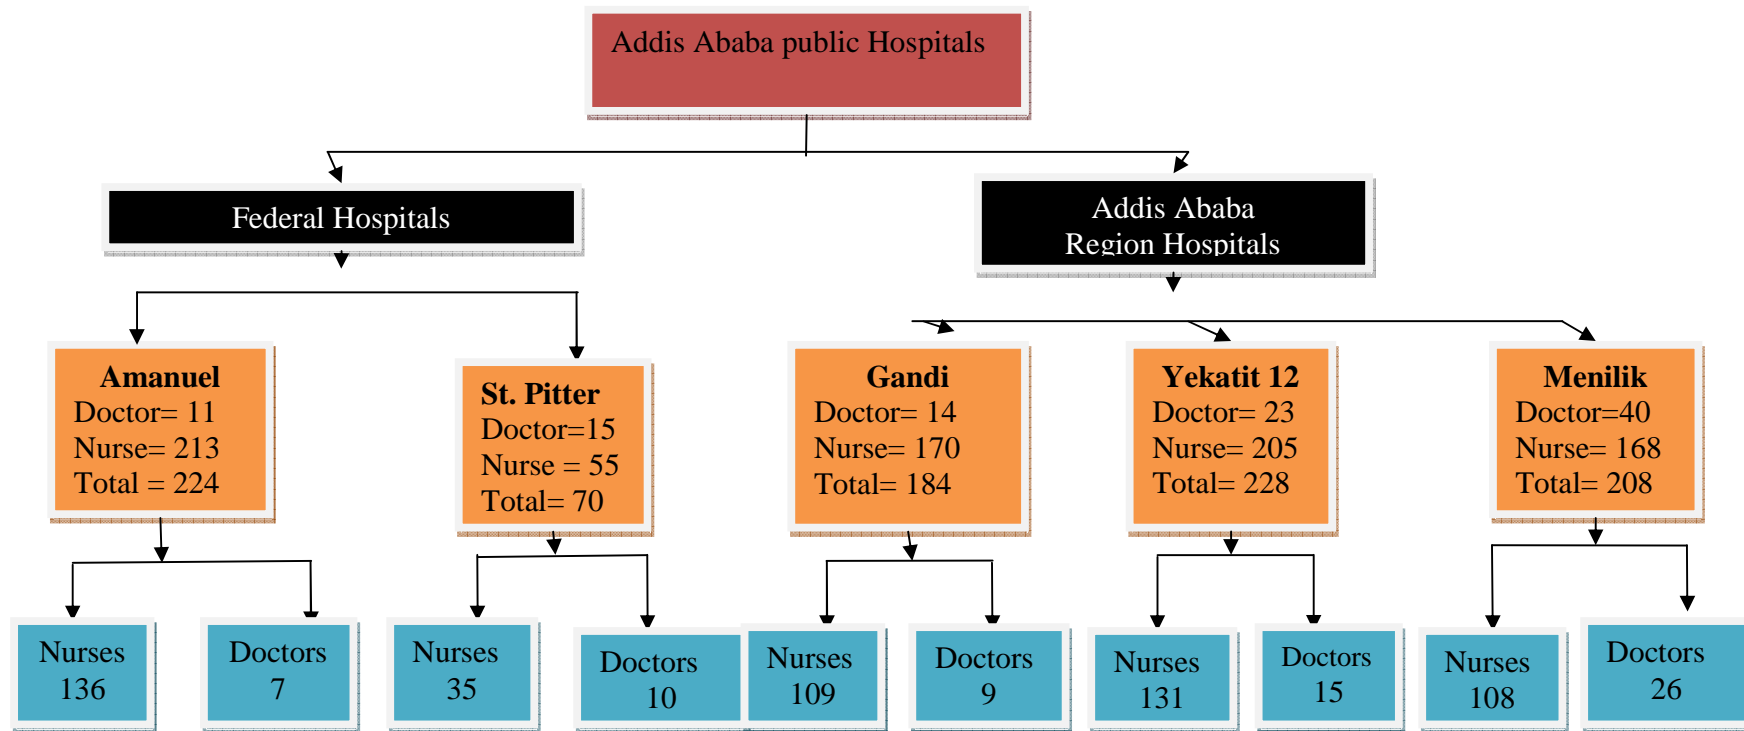 Addis Ababa public Hospitals
Federal Hospitals
Addis Ababa
Region Hospitals
Amanuel
Doctor= 11
Nurse= 213
Total = 224
St. Pitter
Doctor=15
Nurse = 55
Total= 70
Gandi
Doctor= 14
Nurse= 170
Total= 184
Yekatit 12
Doctor= 23
Nurse= 205
Total= 228
Menilik
Doctor=40
Nurse= 168
Total= 208
Nurses
136
Doctors
7
Nurses
35
Doctors
10
Nurses
109
Doctors
9
Nurses
131
Doctors
15
Nurses
108
Doctors
26